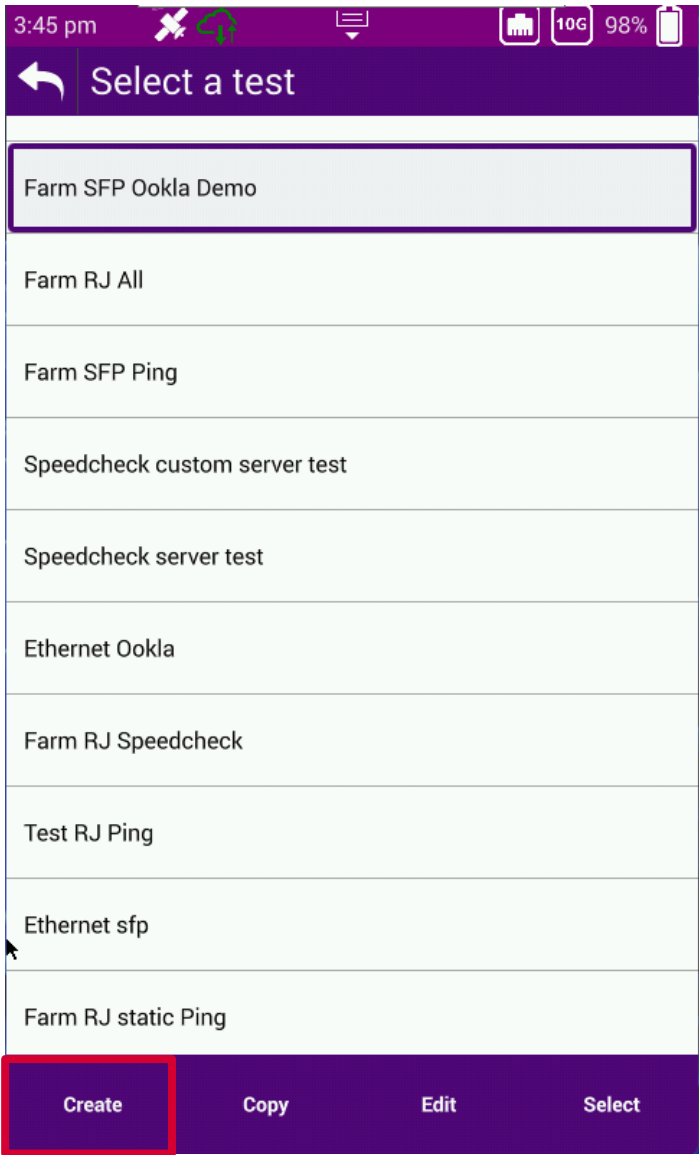 3:45 pm
10G 98%
Select a test
Farm SFP Ookla Demo
Farm RJ All
Farm SFP Ping
Speedcheck custom server test
Speedcheck server test
Ethernet Ookla
Farm RJ Speedcheck
Test RJ Ping
Ethernet sfp
Farm RJ static Ping
Create Copy Edit Select